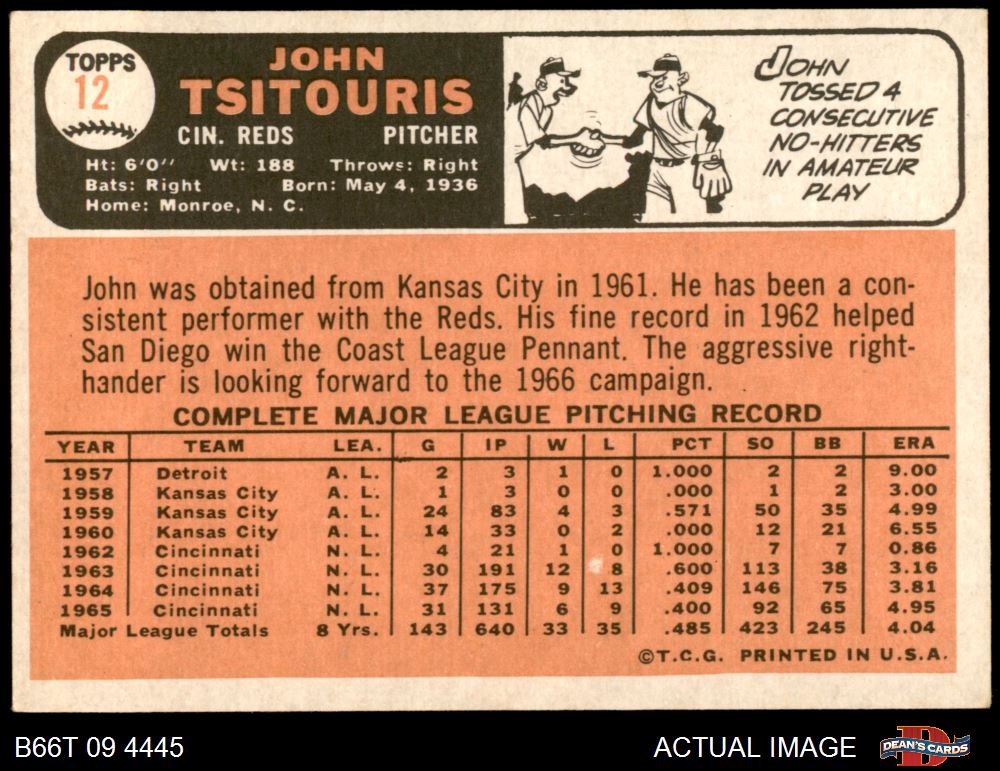 TOPPS
12
JOHN
TSITOURIS
CIN. REDS PITCHER
Ht: 6'0" Wt: 188 Throws: Right
Bats: Right Born: May 4, 1936
Home: Monroe, N. C.
JOHN
TOSSED 4
CONSECUTIVE
NO-HITTERS
IN AMATEUR
PLAY
John was obtained from Kansas City in 1961. He has been a con-
sistent performer with the Reds. His fine record in 1962 helped
San Diego win the Coast League Pennant. The aggressive right-
hander is looking forward to the 1966 campaign.
COMPLETE MAJOR LEAGUE PITCHING RECORD
YEAR TEAM LEA. G IP W L PCT SO BB ERA
1957 Detroit A. L. 2 3 1 0 1.000 2 2 9.00
1958 Kansas City A. L. 1 3 0 0 .000 1 2 3.00
1959 Kansas City A. L. 24 83 4 3 .571 50 35 4.99
1960 Kansas City A. L. 14 33 0 2 .000 12 21 6.55
1962 Cincinnati N. L. 4 21 1 0 1.000 7 7 0.86
1963 Cincinnati N. L. 30 191 12 8 .600 113 38 3.16
1964 Cincinnati N. L. 37 175 9 13 .409 146 75 3.81
1965 Cincinnati N. L. 31 131 6 9 .400 92 65 4.95
Major League Totals 8 Yrs. 143 640 33 35 .485 423 245 4.04
©T.C.G. PRINTED IN U.S.A.
B66T 09 4445 ACTUAL IMAGE DEAN'S CARDS